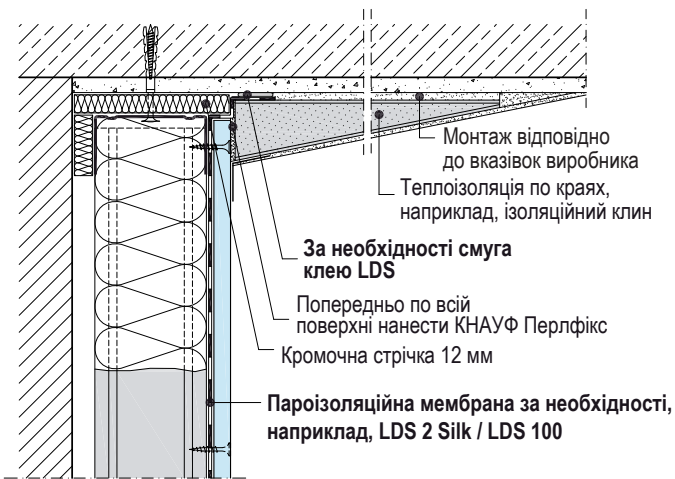 Монтаж відповідно
до вказівок виробника
Теплоізоляція по краях,
наприклад, ізоляційний клин
За необхідності смуга
клею LDS
Попередньо по всій
поверхні нанести КНАУФ Перлфікс
Кромочна стрічка 12 мм
Пароізоляційна мембрана за необхідності,
наприклад, LDS 2 Silk / LDS 100